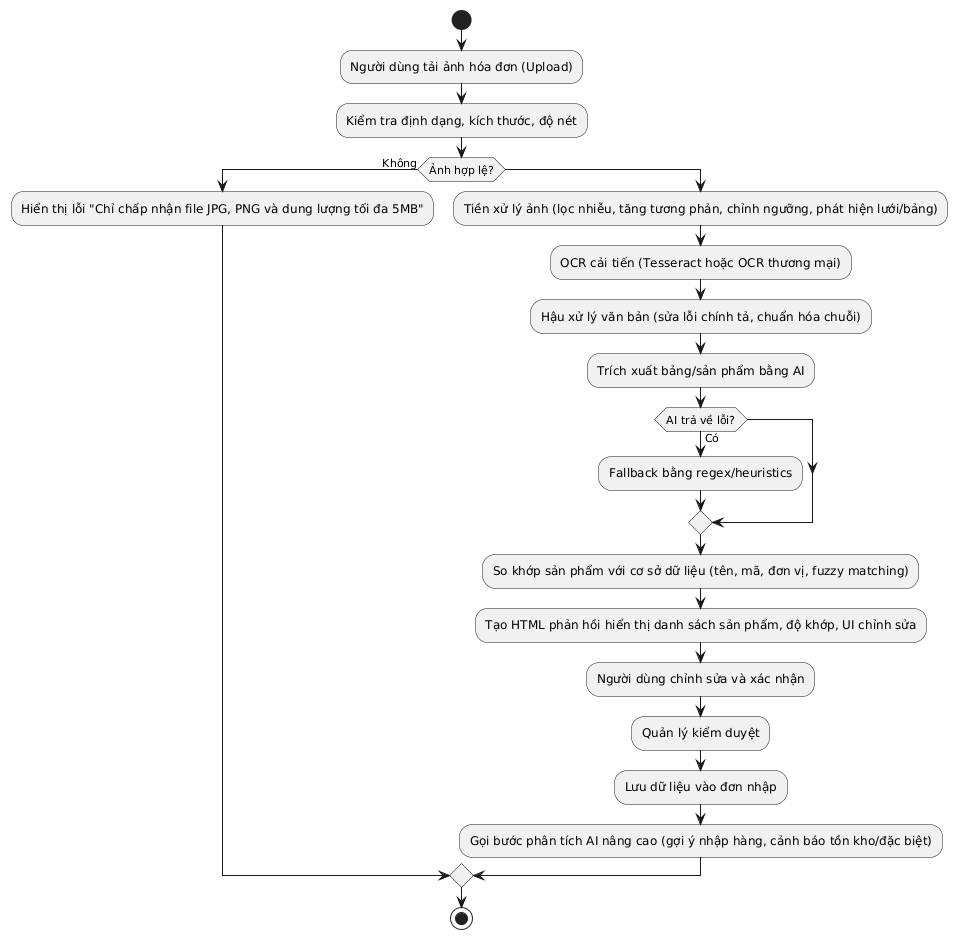 Người dùng tải ảnh hóa đơn (Upload)
Kiểm tra định dạng, kích thước, độ nét
Không
Ảnh hợp lệ?
Hiển thị lỗi "Chỉ chấp nhận file JPG, PNG và dung lượng tối đa 5MB"
Tiền xử lý ảnh (lọc nhiễu, tăng tương phản, chỉnh ngưỡng, phát hiện lưới/bảng)
OCR cải tiến (Tesseract hoặc OCR thương mại)
Hậu xử lý văn bản (sửa lỗi chính tả, chuẩn hóa chuỗi)
Trích xuất bảng/sản phẩm bằng AI
AI trả về lỗi?
Có
Fallback bằng regex/heuristics
So khớp sản phẩm với cơ sở dữ liệu (tên, mã, đơn vị, fuzzy matching)
Tạo HTML phản hồi hiển thị danh sách sản phẩm, độ khớp, UI chỉnh sửa
Người dùng chỉnh sửa và xác nhận
Quản lý kiểm duyệt
Lưu dữ liệu vào đơn nhập
Gọi bước phân tích AI nâng cao (gợi ý nhập hàng, cảnh báo tồn kho/đặc biệt)